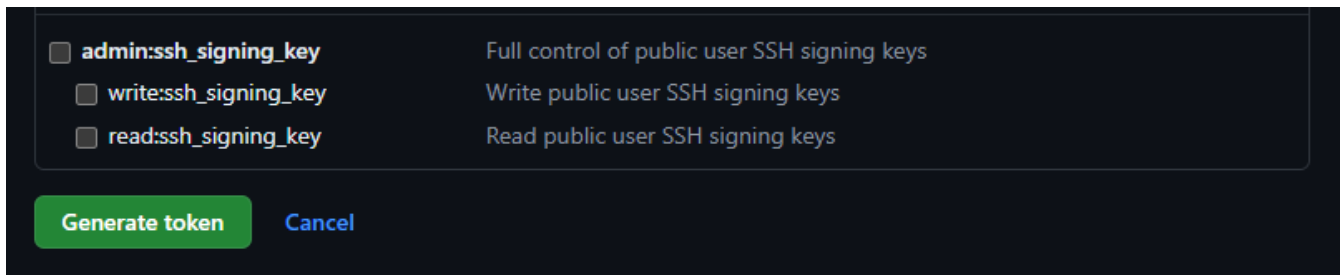 admin:ssh_signing_key Full control of public user SSH signing keys
write:ssh_signing_key Write public user SSH signing keys
read:ssh_signing_key Read public user SSH signing keys
Generate token Cancel